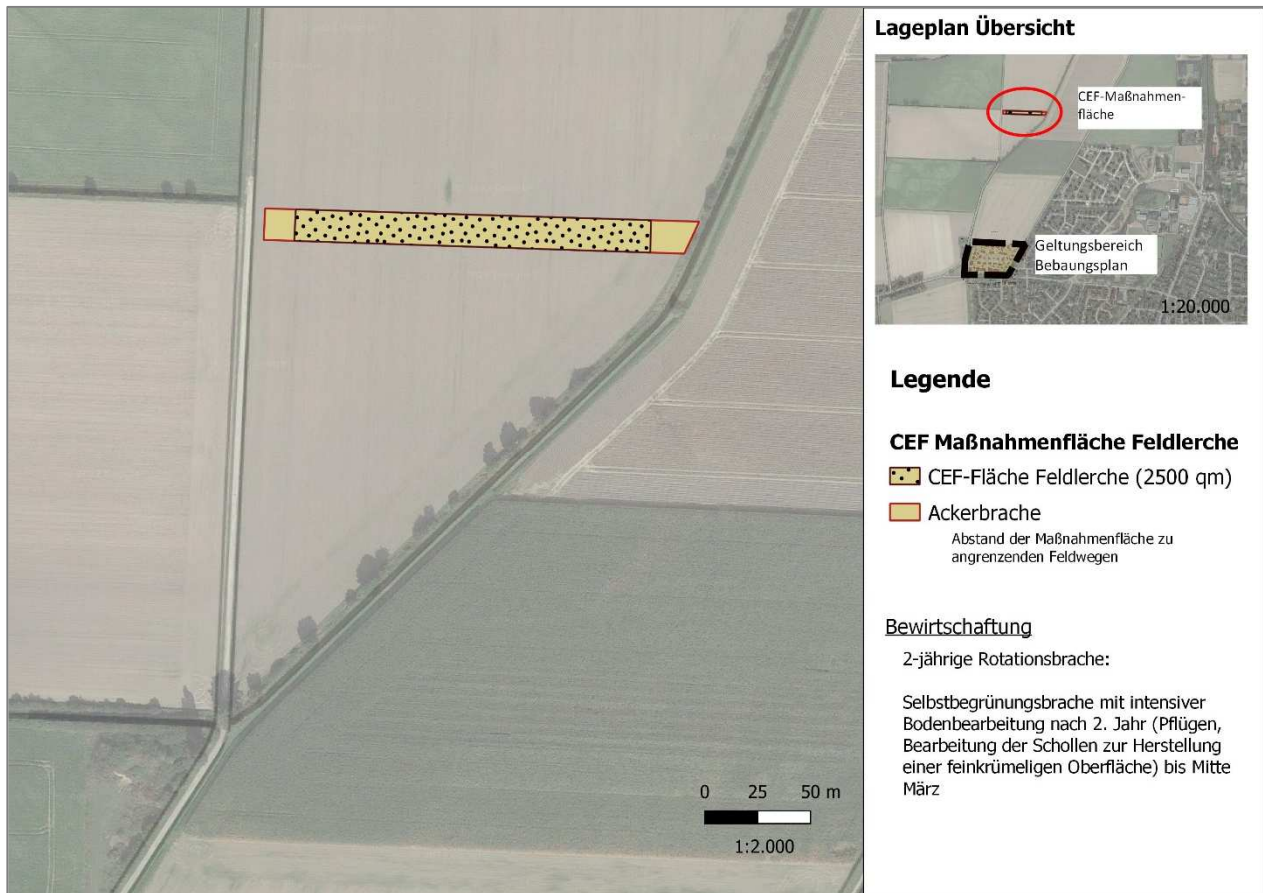 Lageplan Übersicht
CEF-Maßnahmen-
fläche
Geltungsbereich
Bebaungsplan
1:20.000
Legende
CEF Maßnahmenfläche Feldlerche
CEF-Fläche Feldlerche (2500 qm)
Ackerbrache
Abstand der Maßnahmenfläche zu
angrenzenden Feldwegen
Bewirtschaftung
2-jährige Rotationsbrache:
Selbstbegrünungsbrache mit intensiver
Bodenbearbeitung nach 2. Jahr (Pflügen,
Bearbeitung der Schollen zur Herstellung
einer feinkrümeligen Oberfläche) bis Mitte
März
0 25 50 m
1:2.000